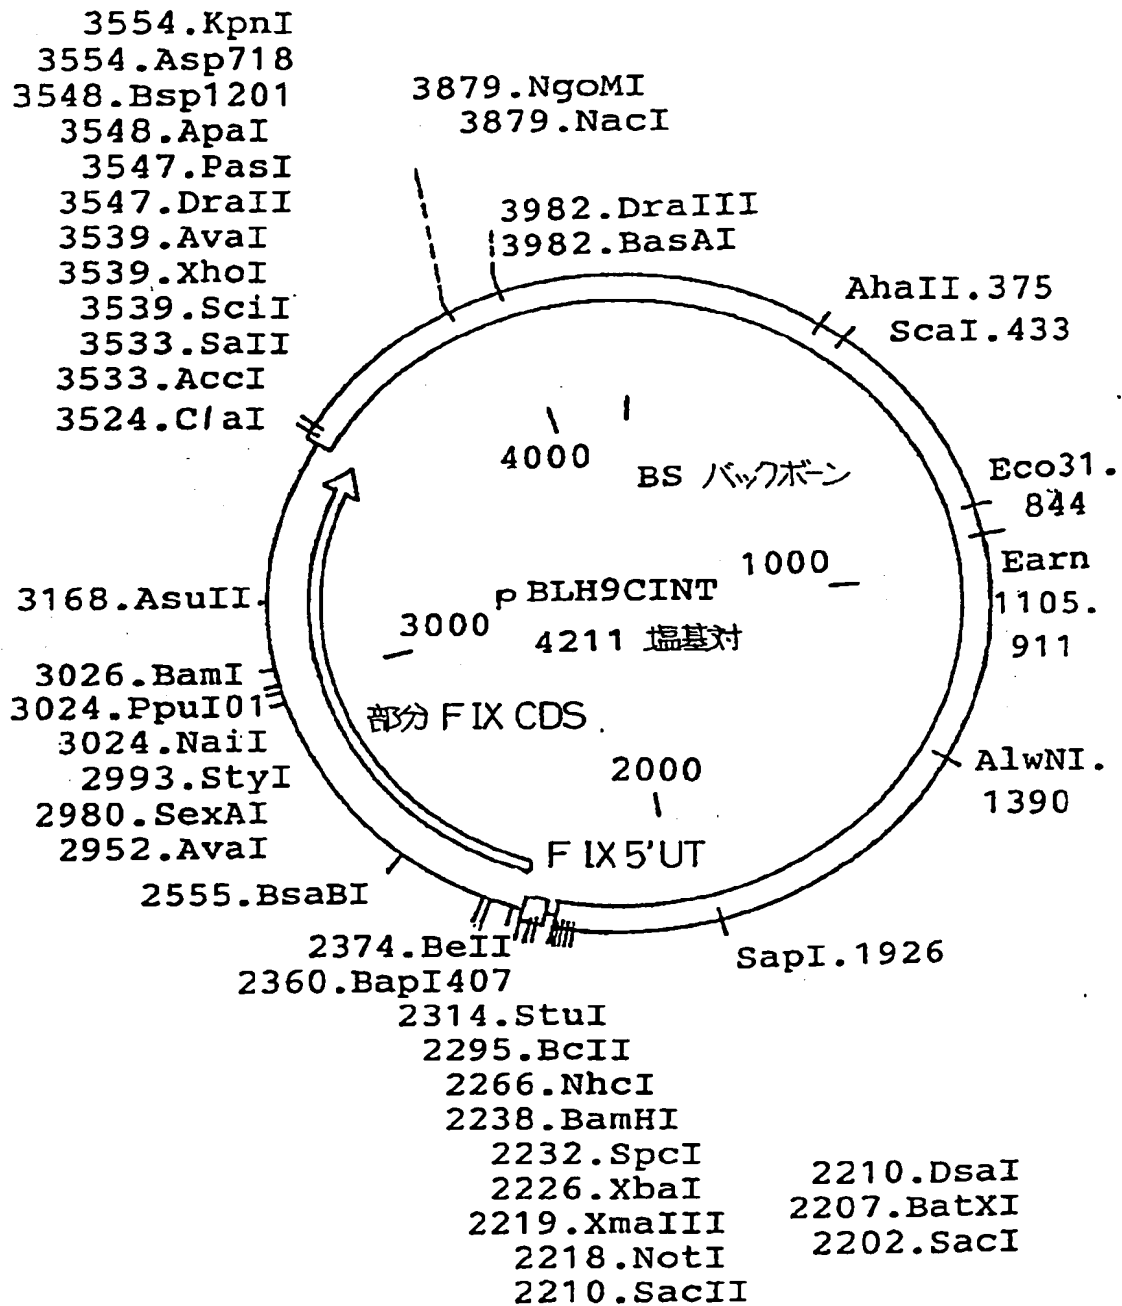 3554.KpnI
3554.Asp718
3548.Bsp1201
3548.ApaI
3547.PasI
3547.DraII
3539.AvaI
3539.XhoI
3539.SciI
3533.SaII
3533.AccI
3524.ClaI
3879.NgoMI
3879.NacI
3982.DraIII
3982.BasAI
AhaII.375
ScaI.433
Eco31.
844
Earn
1105.
911
AlwNI.
1390
SapI.1926
4000
BS バックボーン
1000
pBLH9CINT
4211 塩基対
3000
部分 FIX CDS
2000
FIX 5'UT
3168.AsuII.
3026.BamI
3024.PpuI01
3024.NaiI
2993.StyI
2980.SexAI
2952.AvaI
2555.BsaBI
2374.BeII
2360.BapI407
2314.StuI
2295.BcII
2266.NhcI
2238.BamHI
2232.SpcI
2226.XbaI
2219.XmaIII
2218.NotI
2210.SacII
2210.DsaI
2207.BatXI
2202.SacI